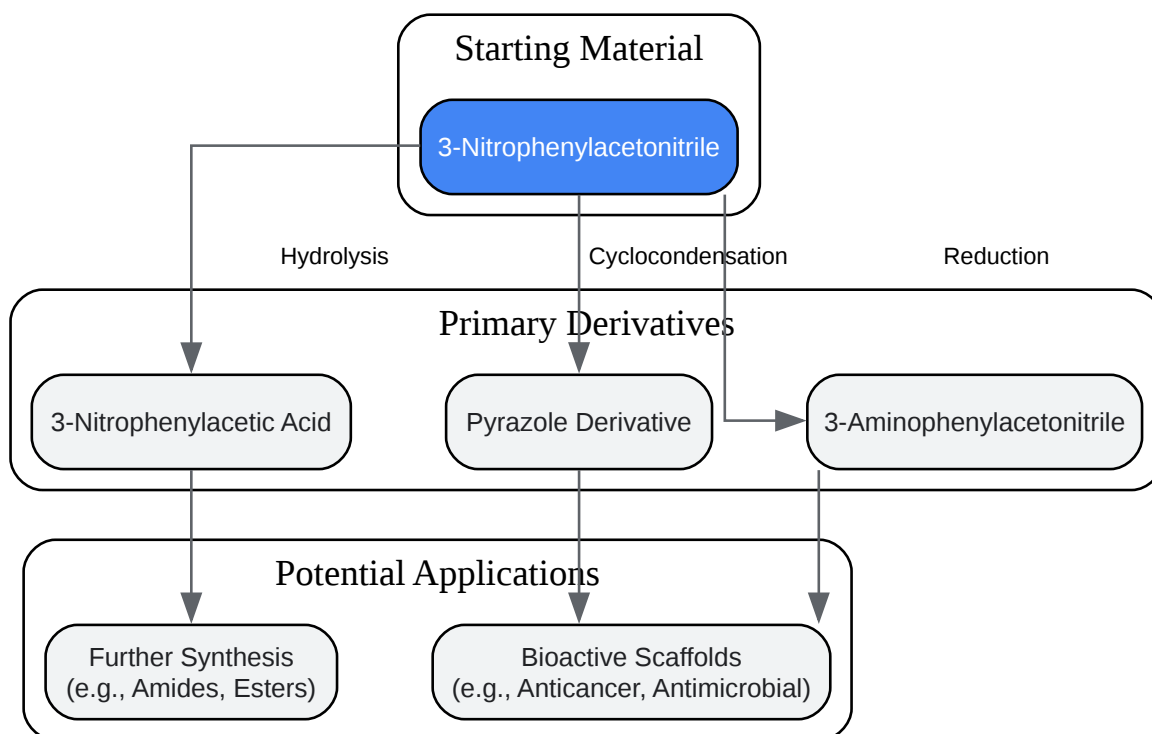 Starting Material
3-Nitrophenylacetonitrile
Hydrolysis
Cyclocondensation
Reduction
Primary Derivatives
3-Nitrophenylacetic Acid
Pyrazole Derivative
3-Aminophenylacetonitrile
Potential Applications
Further Synthesis
(e.g., Amides, Esters)
Bioactive Scaffolds
(e.g., Anticancer, Antimicrobial)